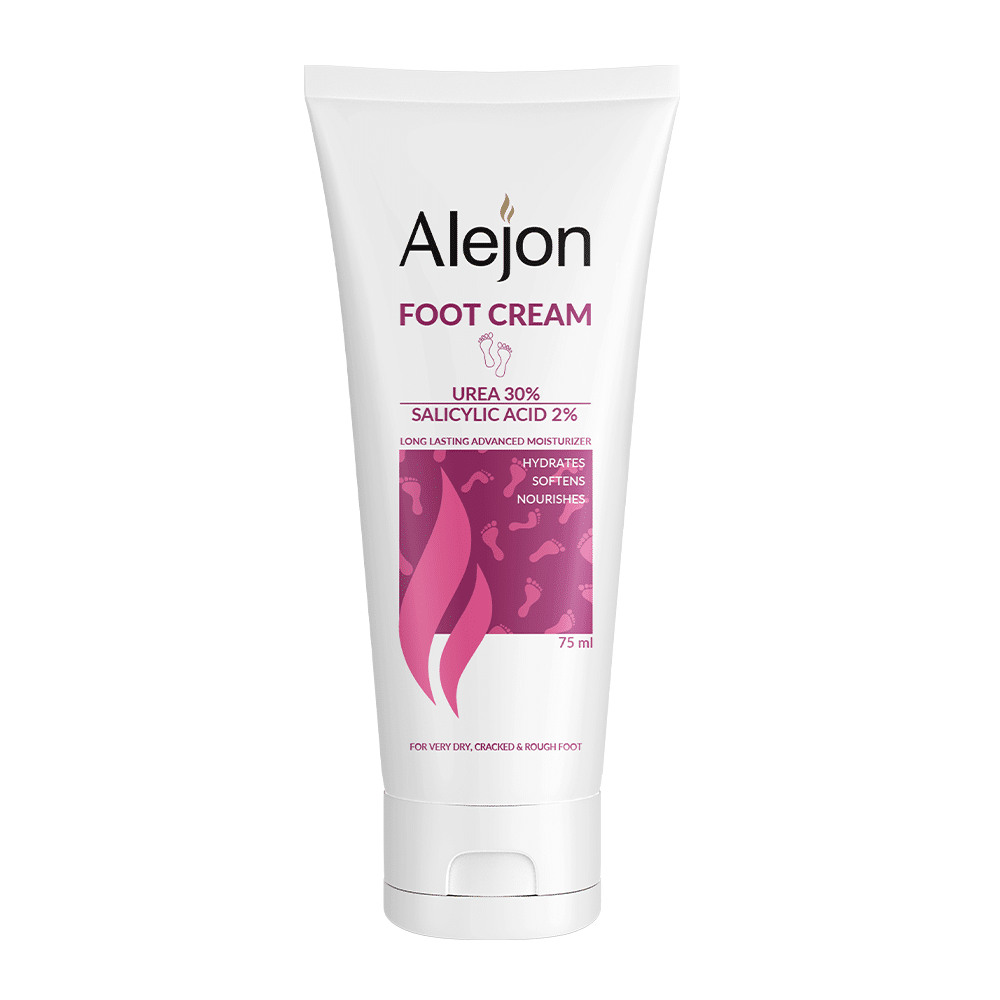 Alejon
FOOT CREAM
UREA 30%
SALICYLIC ACID 2%
LONG LASTING ADVANCED MOISTURIZER
HYDRATES
SOFTENS
NOURISHES
75 ml
FOR VERY DRY, CRACKED & ROUGH FOOT